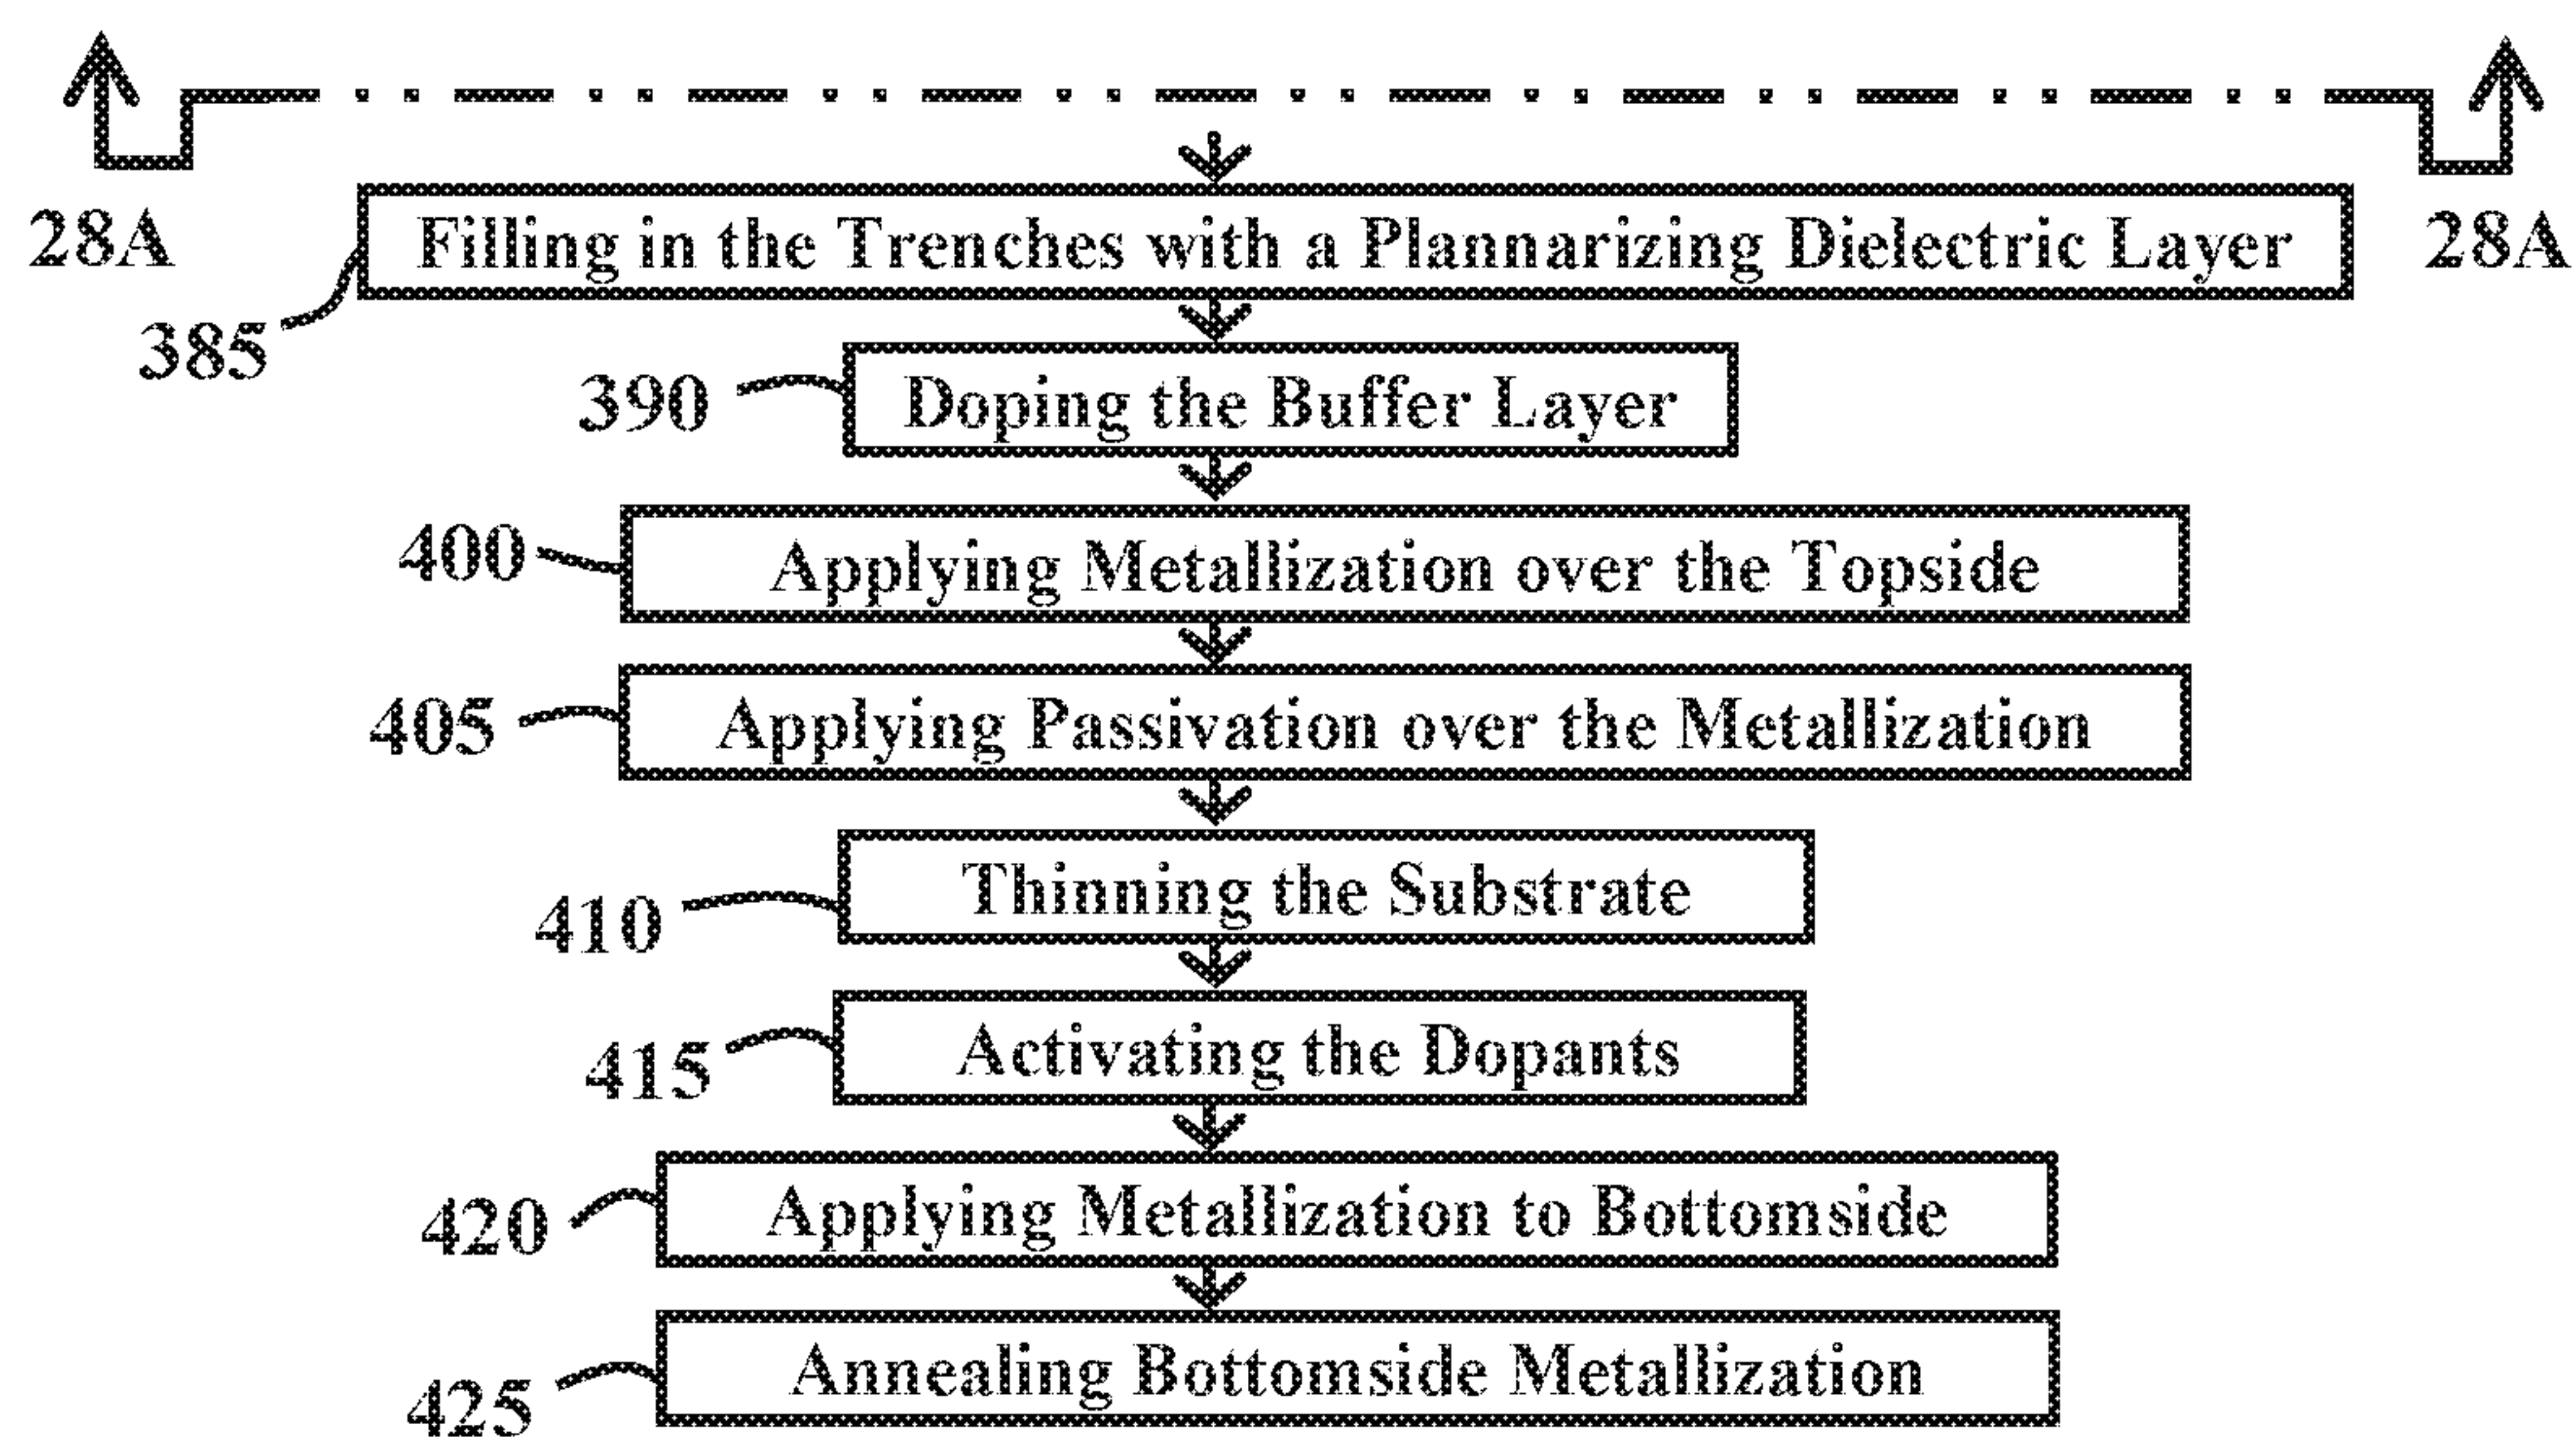 28A
28A
Filling in the Trenches with a Plannarizing Dielectric Layer
385
390
Doping the Buffer Layer
400
Applying Metallization over the Topside
405
Applying Passivation over the Metallization
410
Thinning the Substrate
415
Activating the Dopants
420
Applying Metallization to Bottomside
425
Annealing Bottomside Metallization